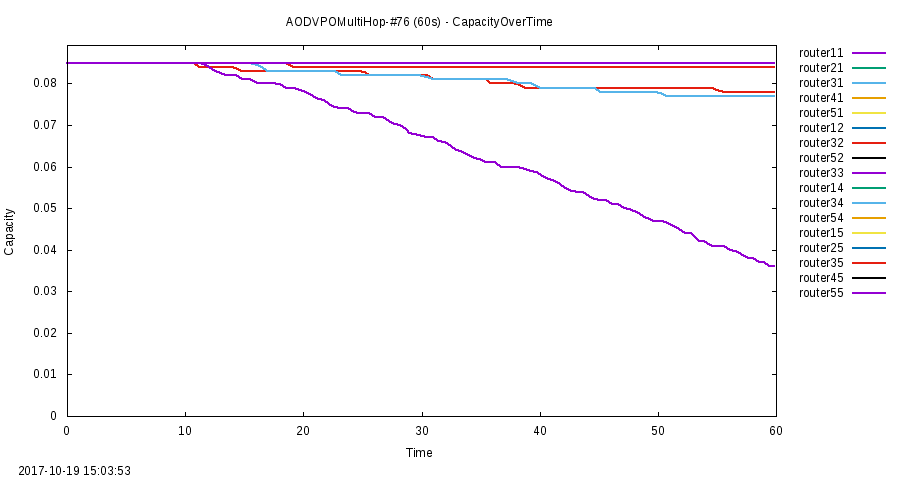 AODVPOMultiHop-#76 (60s) - CapacityOverTime
router11
router21
router31
router41
router51
router12
router32
router52
router33
router14
router34
router54
router15
router25
router35
router45
router55
0.08
0.07
0.06
0.05
0.04
0.03
0.02
0.01
0
Capacity
0 10 20 30 40 50 60
Time
2017-10-19 15:03:53